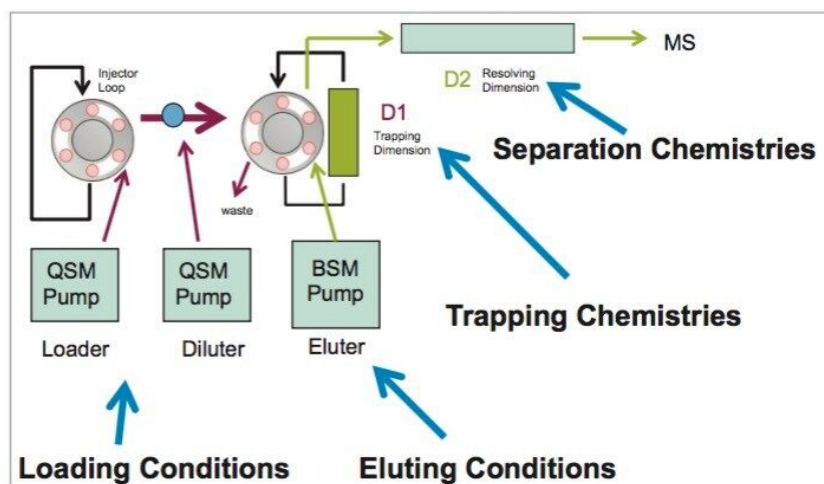 Injector
Loop
MS
D2 Resolving
Dimension
D1
Trapping
Dimension
Separation Chemistries
waste
QSM
Pump
QSM
Pump
BSM
Pump
Trapping Chemistries
Loader
Diluter
Eluter
Loading Conditions
Eluting Conditions